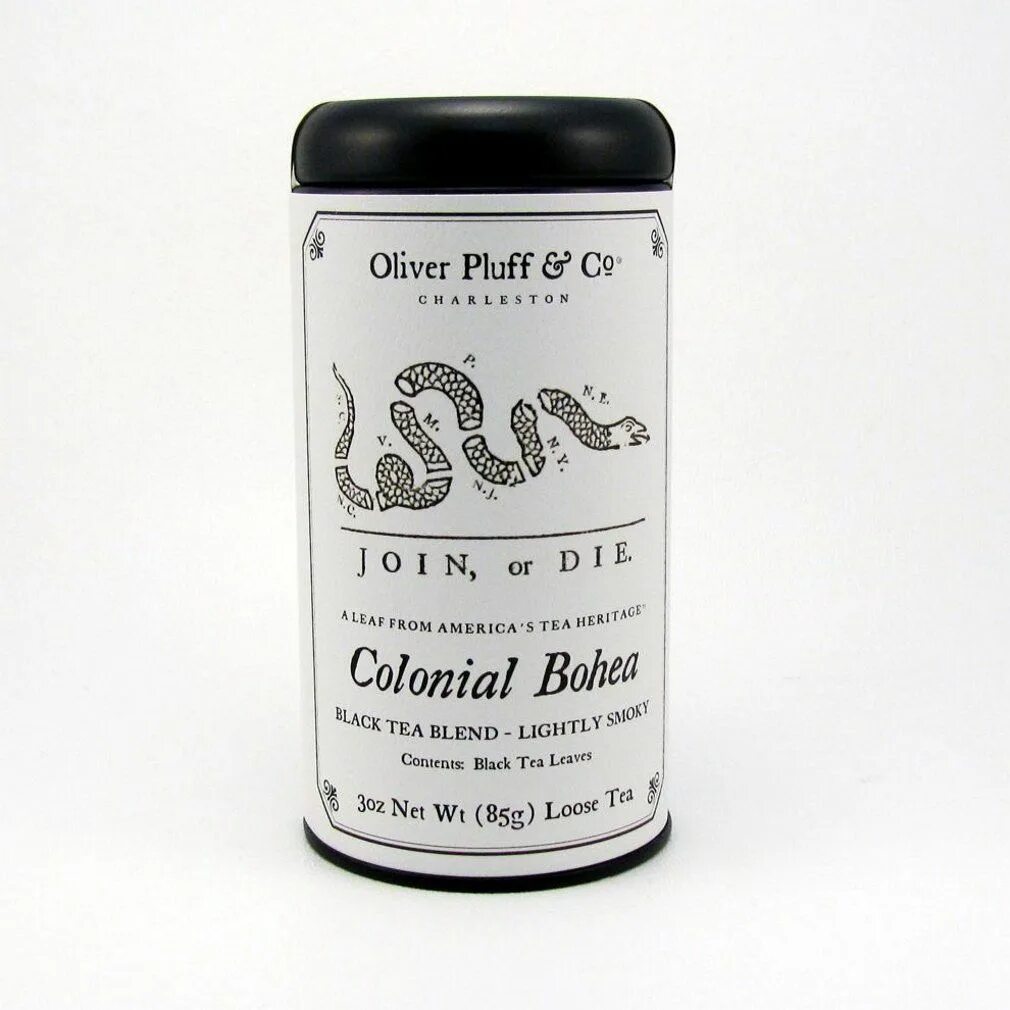 Oliver Pluff & Co®
CHARLESTON
S. C.
N. C.
V.
M.
P.
N. J.
N. Y.
N. E.
JOIN, or DIE.
A LEAF FROM AMERICA'S TEA HERITAGE™
Colonial Bohea
BLACK TEA BLEND - LIGHTLY SMOKY
Contents: Black Tea Leaves
3oz Net Wt (85g) Loose Tea